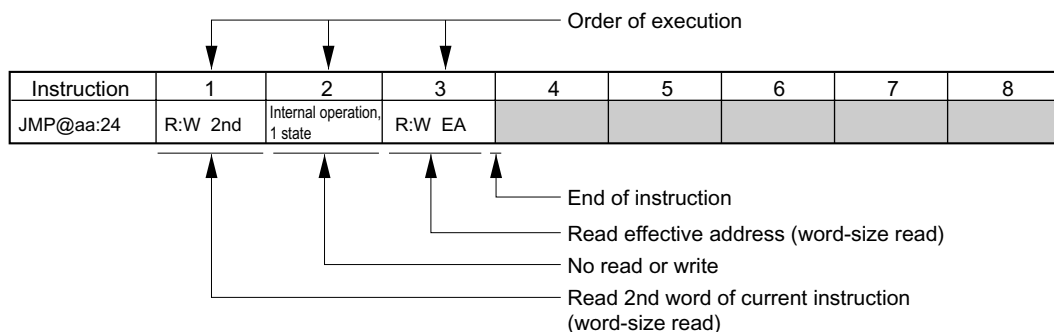 Order of execution
Instruction 1 2 3 4 5 6 7 8
JMP@aa:24 R:W 2nd Internal operation, 1 state R:W EA
End of instruction
Read effective address (word-size read)
No read or write
Read 2nd word of current instruction
(word-size read)